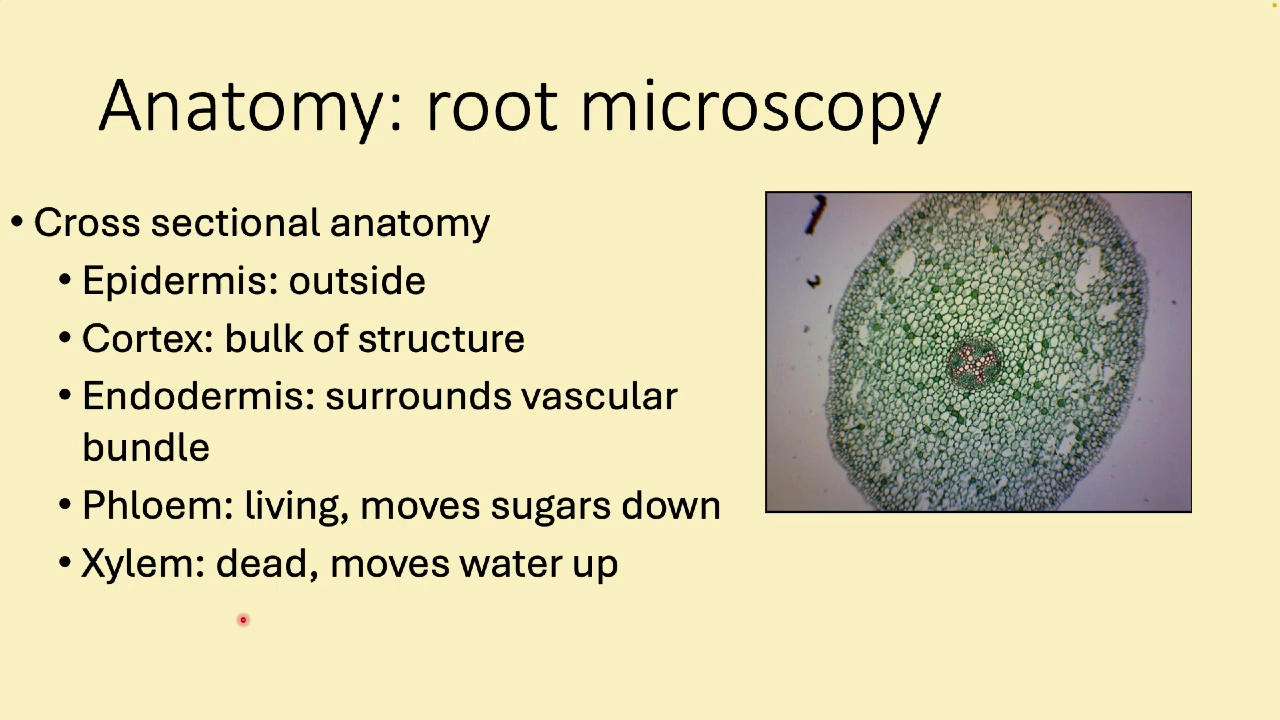 Anatomy: root microscopy
• Cross sectional anatomy
• Epidermis: outside
• Cortex: bulk of structure
• Endodermis: surrounds vascular
bundle
• Phloem: living, moves sugars down
• Xylem: dead, moves water up